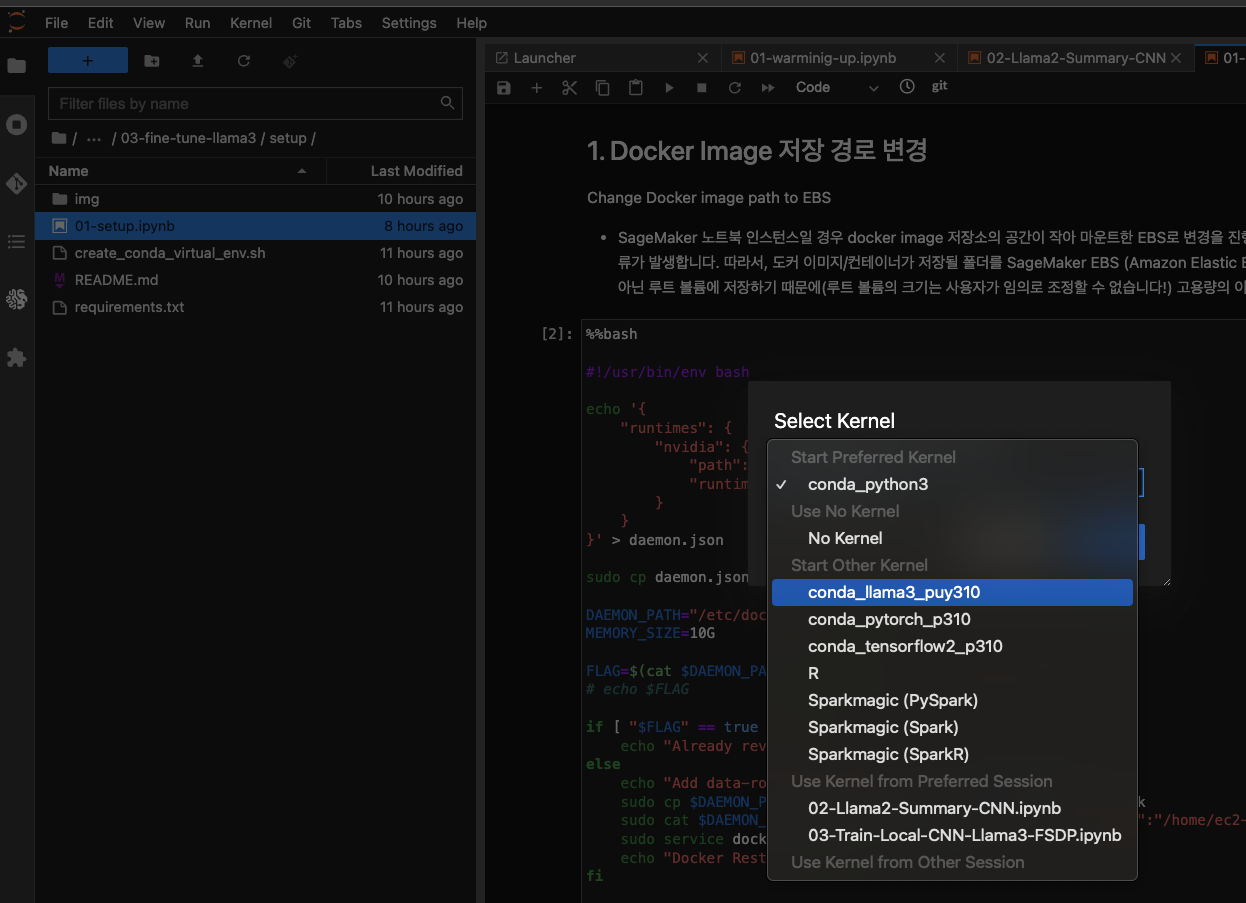 File Edit View Run Kernel Git Tabs Settings Help
+
Filter files by name
/ ... / 03-fine-tune-llama3 / setup /
Name Last Modified
img 10 hours ago
01-setup.ipynb 8 hours ago
create_conda_virtual_env.sh 11 hours ago
README.md 10 hours ago
requirements.txt 11 hours ago
Launcher 01-warminig-up.ipynb 02-Llama2-Summary-CNN 01-
Code git
1. Docker Image 저장 경로 변경
Change Docker image path to EBS
• SageMaker 노트북 인스턴스일 경우 docker image 저장소의 공간이 작아 마운트한 EBS로 변경을 진행
류가 발생합니다. 따라서, 도커 이미지/컨테이너가 저장될 폴더를 SageMaker EBS (Amazon Elastic
아닌 루트 볼륨에 저장하기 때문에(루트 볼륨의 크기는 사용자가 임의로 조정할 수 없습니다!) 고용량의
[2]: %%bash
#!/usr/bin/env bash
echo '{
"runtimes": {
"nvidia": {
"path":
"runtim
}
}
}' > daemon.json
sudo cp daemon.json
DAEMON_PATH="/etc/doc
MEMORY_SIZE=10G
FLAG=$(cat $DAEMON_PA
# echo $FLAG
if [ "$FLAG" == true
echo "Already rev
else
echo "Add data-ro
sudo cp $DAEMON_P k
sudo cat $DAEMON_ ":"/home/ec2-
sudo service dock
echo "Docker Rest
fi
Select Kernel
Start Preferred Kernel
✓ conda_python3
Use No Kernel
No Kernel
Start Other Kernel
conda_llama3_puy310
conda_pytorch_p310
conda_tensorflow2_p310
R
Sparkmagic (PySpark)
Sparkmagic (Spark)
Sparkmagic (SparkR)
Use Kernel from Preferred Session
02-Llama2-Summary-CNN.ipynb
03-Train-Local-CNN-Llama3-FSDP.ipynb
Use Kernel from Other Session